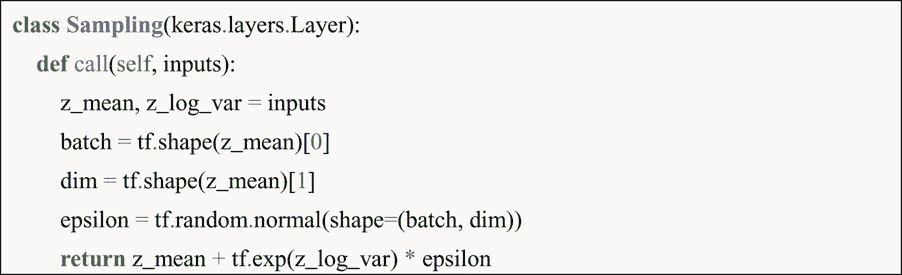 class Sampling(keras.layers.Layer):
def call(self, inputs):
z_mean, z_log_var = inputs
batch = tf.shape(z_mean)[0]
dim = tf.shape(z_mean)[1]
epsilon = tf.random.normal(shape=(batch, dim))
return z_mean + tf.exp(z_log_var) * epsilon